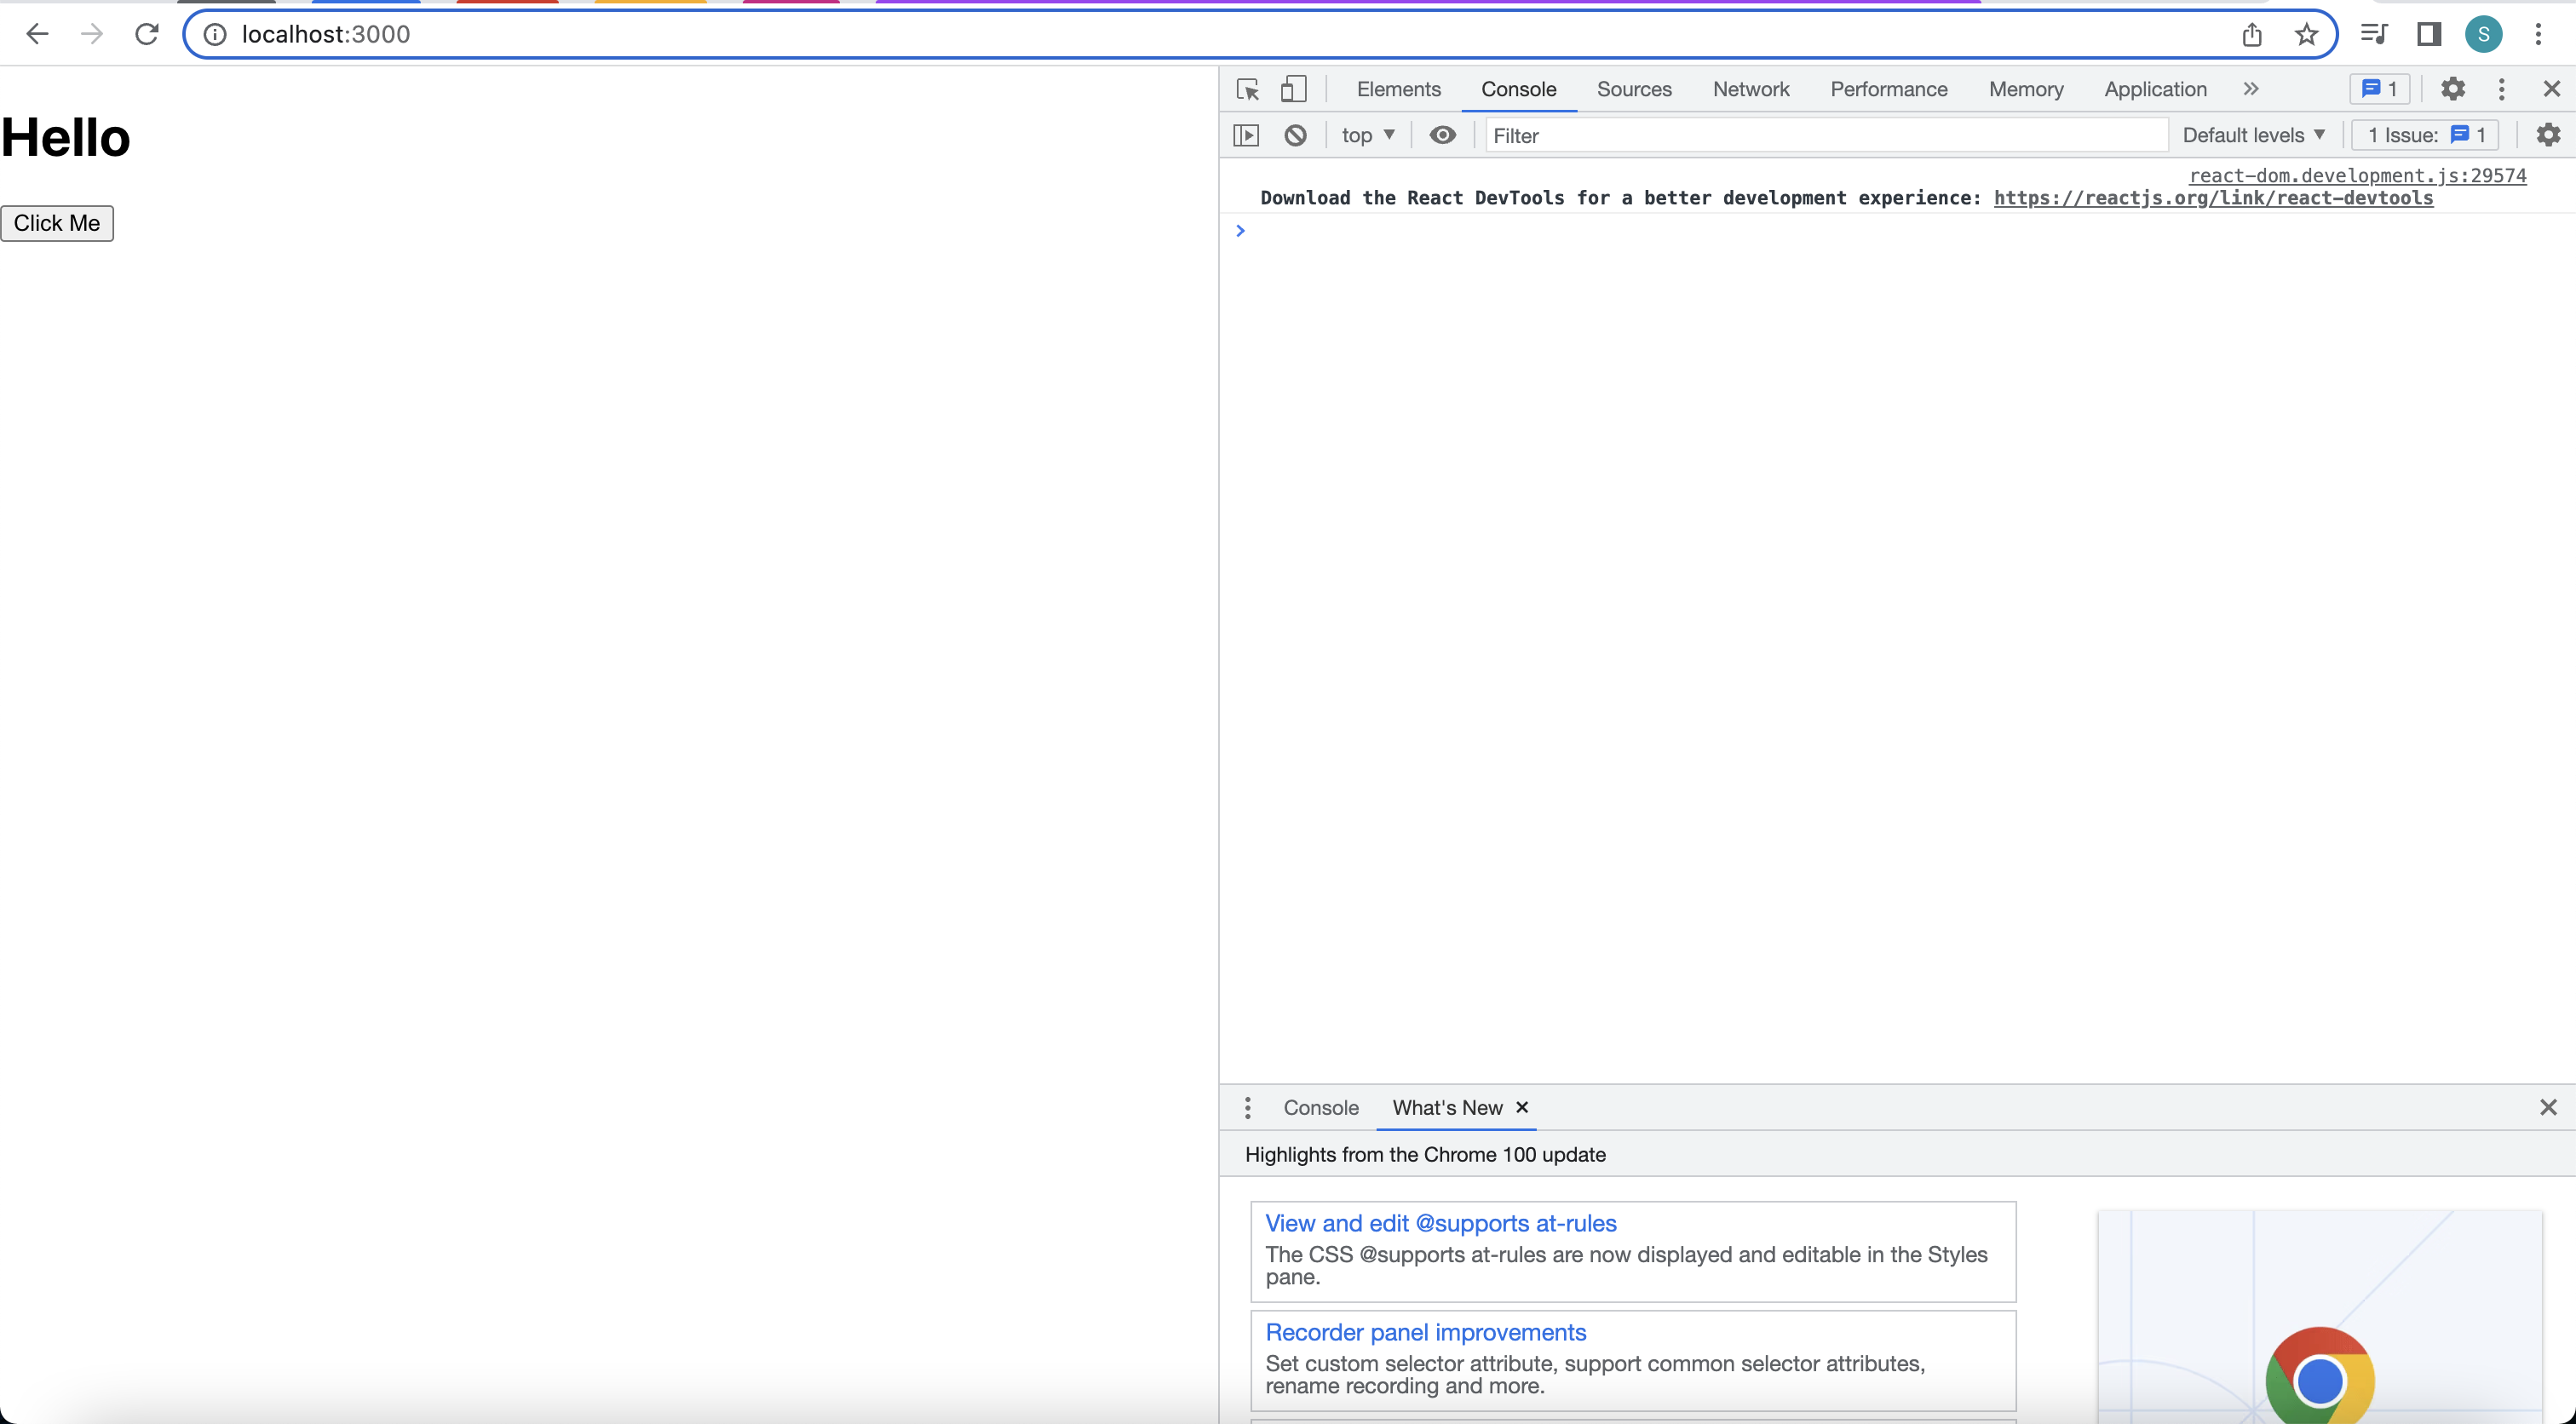 localhost:3000
S
Hello
Click Me
Elements Console Sources Network Performance Memory Application » 1
top ▼ Filter Default levels ▼ 1 Issue: 1
react-dom.development.js:29574
Download the React DevTools for a better development experience: https://reactjs.org/link/react-devtools
>
Console What's New ×
Highlights from the Chrome 100 update
View and edit @supports at-rules
The CSS @supports at-rules are now displayed and editable in the Styles
pane.
Recorder panel improvements
Set custom selector attribute, support common selector attributes,
rename recording and more.